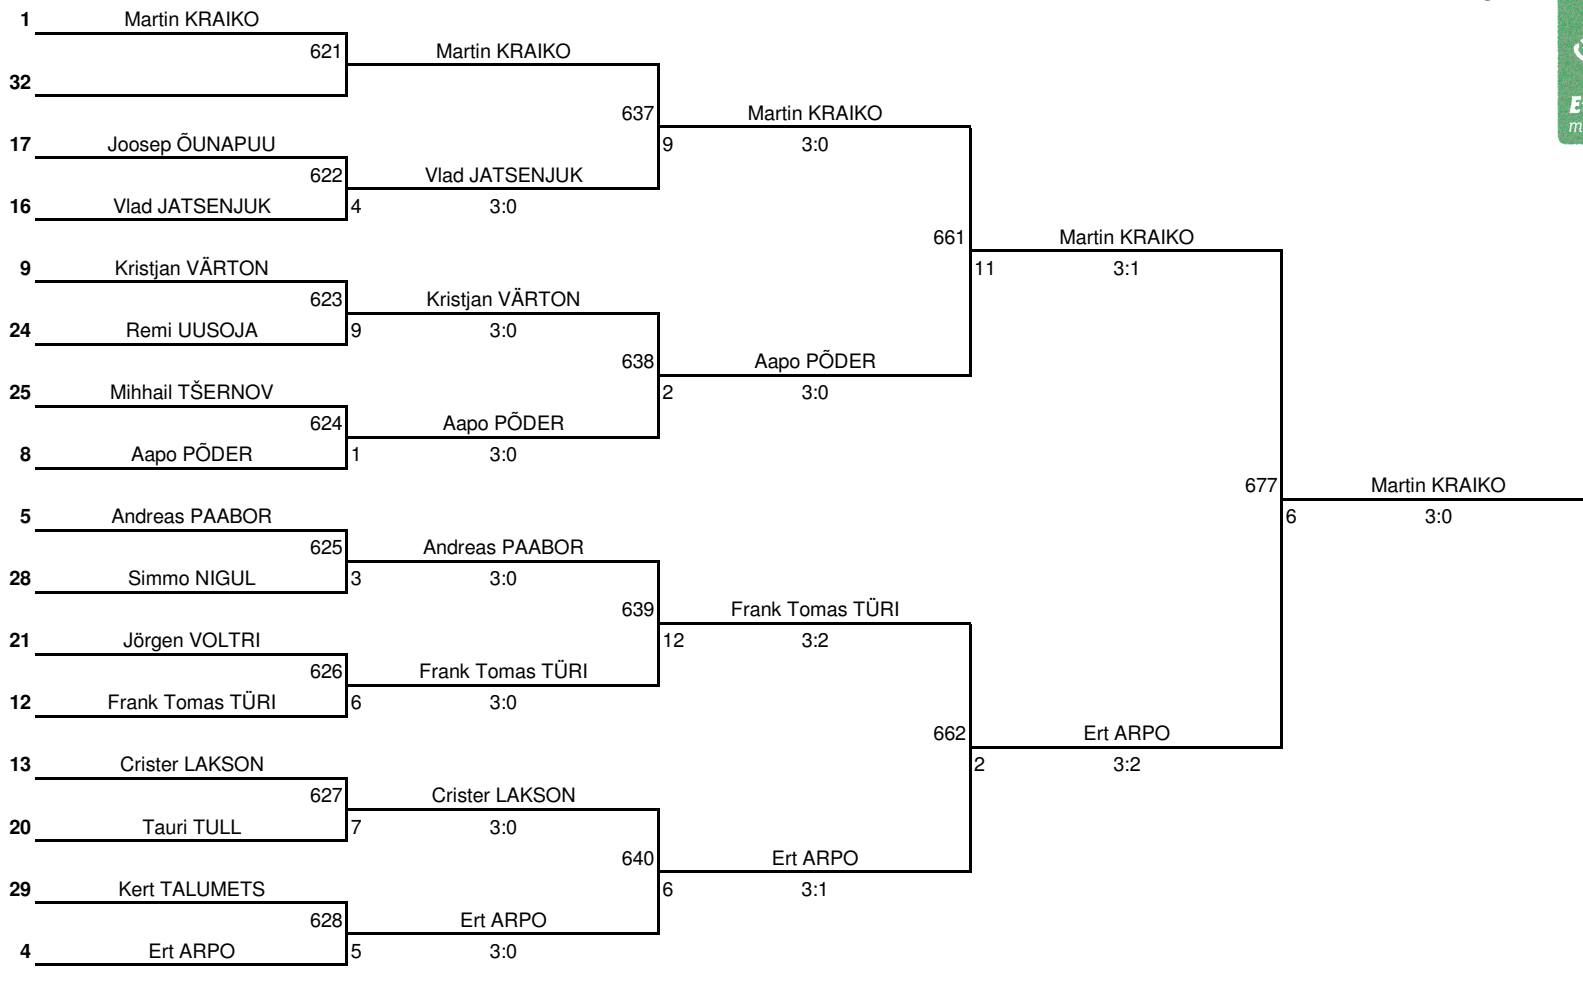 1 Martin KRAIKO
621 Martin KRAIKO
32
637 Martin KRAIKO
17 Joosep ÕUNAPUU 9 3:0
622 Vlad JATSENJUK
16 Vlad JATSENJUK 4 3:0
661 Martin KRAIKO
9 Kristjan VÄRTON 11 3:1
623 Kristjan VÄRTON
24 Remi UUSOJA 9 3:0
638 Aapo PÕDER
25 Mihhail TŠERNOV 2 3:0
624 Aapo PÕDER
8 Aapo PÕDER 1 3:0
677 Martin KRAIKO
5 Andreas PAABOR 6 3:0
625 Andreas PAABOR
28 Simmo NIGUL 3 3:0
639 Frank Tomas TÜRI
21 Jörgen VOLTRI 12 3:2
626 Frank Tomas TÜRI
12 Frank Tomas TÜRI 6 3:0
662 Ert ARPO
13 Crister LAKSON 2 3:2
627 Crister LAKSON
20 Tauri TULL 7 3:0
640 Ert ARPO
29 Kert TALUMETS 6 3:1
628 Ert ARPO
4 Ert ARPO 5 3:0